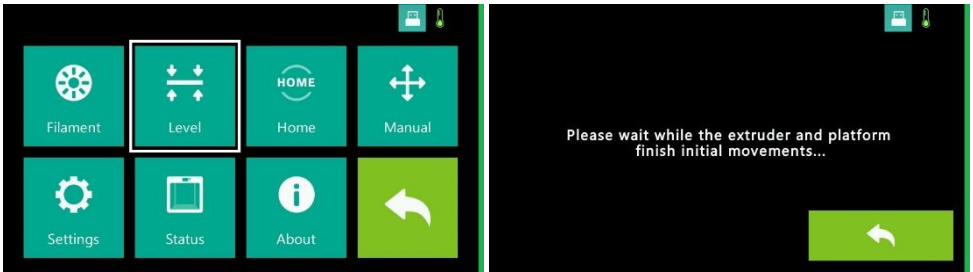 Filament
Level
HOME
Home
Manual
Settings
Status
About
Please wait while the extruder and platform
finish initial movements...